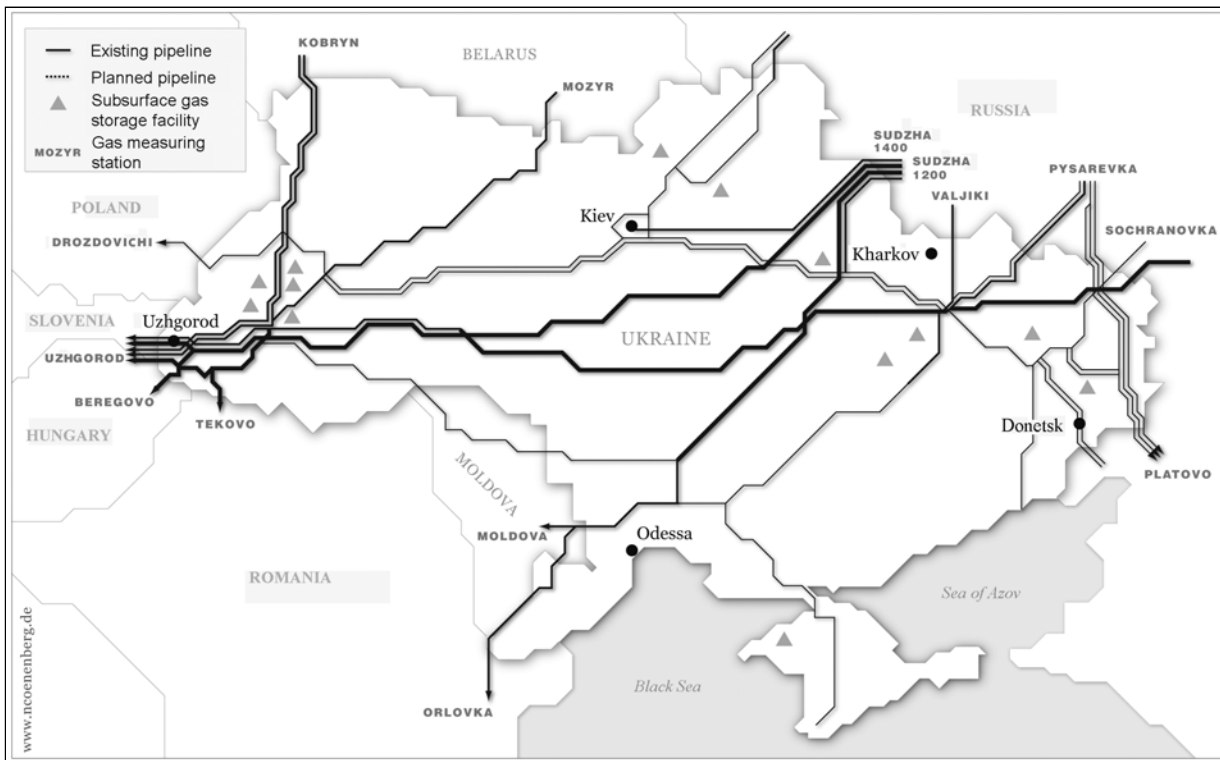 Existing pipeline
Planned pipeline
Subsurface gas
storage facility
MOZYR
Gas measuring
station
KOBRYN
BELARUS
MOZYR
RUSSIA
SUDZHA
1400
SUDZHA
1200
PYSAREVKA
VALJIKI
POLAND
DROZDOVICHI
Kiev
Kharkov
SOCHRANOVKA
SLOVENIA
Uzhgorod
UKRAINE
UZHGOROD
BEREGOVO
TEKOVO
HUNGARY
Donetsk
PLATOVO
MOLDOVA
MOLDOVA
Odessa
ROMANIA
Sea of Azov
Black Sea
ORLOVKA
www.ncoenenberg.de